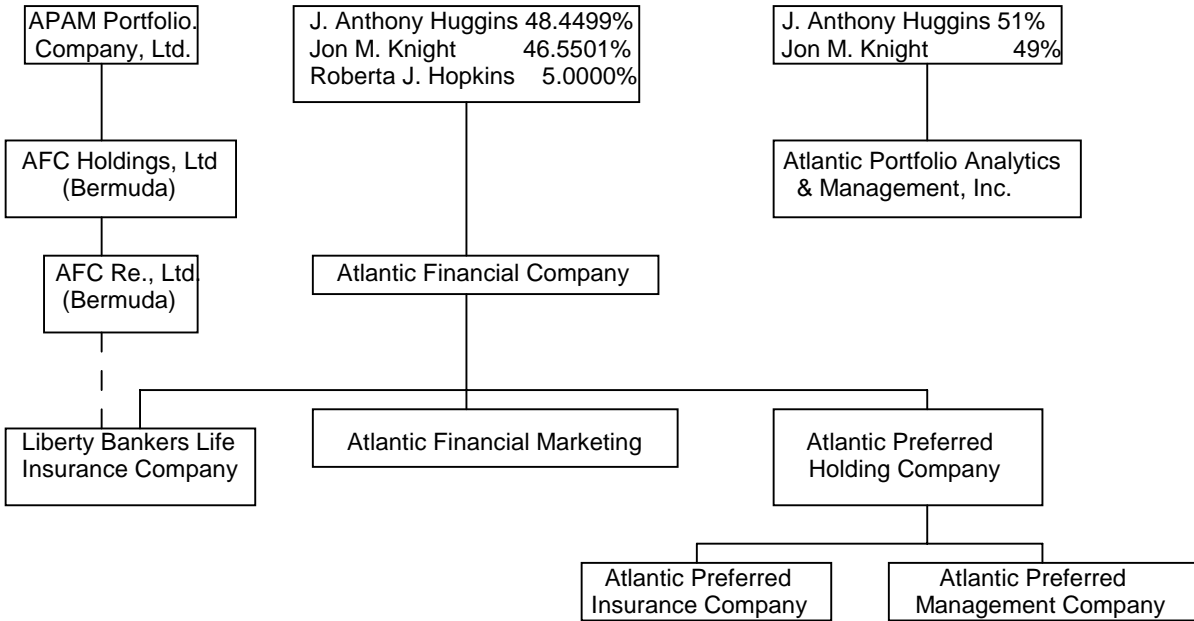 APAM Portfolio.
Company, Ltd.
J. Anthony Huggins 48.4499%
Jon M. Knight 46.5501%
Roberta J. Hopkins 5.0000%
J. Anthony Huggins 51%
Jon M. Knight 49%
AFC Holdings, Ltd
(Bermuda)
Atlantic Portfolio Analytics
& Management, Inc.
AFC Re., Ltd.
(Bermuda)
Atlantic Financial Company
Liberty Bankers Life
Insurance Company
Atlantic Financial Marketing
Atlantic Preferred
Holding Company
Atlantic Preferred
Insurance Company
Atlantic Preferred
Management Company